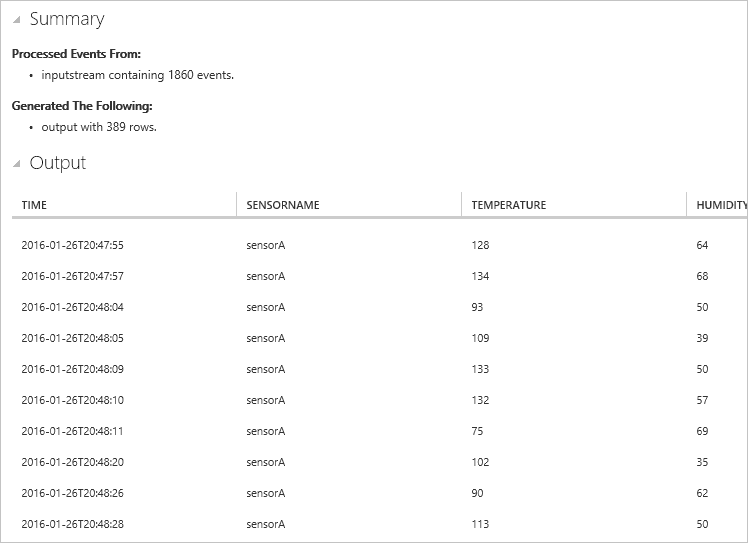 Summary
Processed Events From:
• inputstream containing 1860 events.
Generated The Following:
• output with 389 rows.
Output
TIME SENSORNAME TEMPERATURE HUMIDITY
2016-01-26T20:47:55 sensorA 128 64
2016-01-26T20:47:57 sensorA 134 68
2016-01-26T20:48:04 sensorA 93 50
2016-01-26T20:48:05 sensorA 109 39
2016-01-26T20:48:09 sensorA 133 50
2016-01-26T20:48:10 sensorA 132 57
2016-01-26T20:48:11 sensorA 75 69
2016-01-26T20:48:20 sensorA 102 35
2016-01-26T20:48:26 sensorA 90 62
2016-01-26T20:48:28 sensorA 113 50